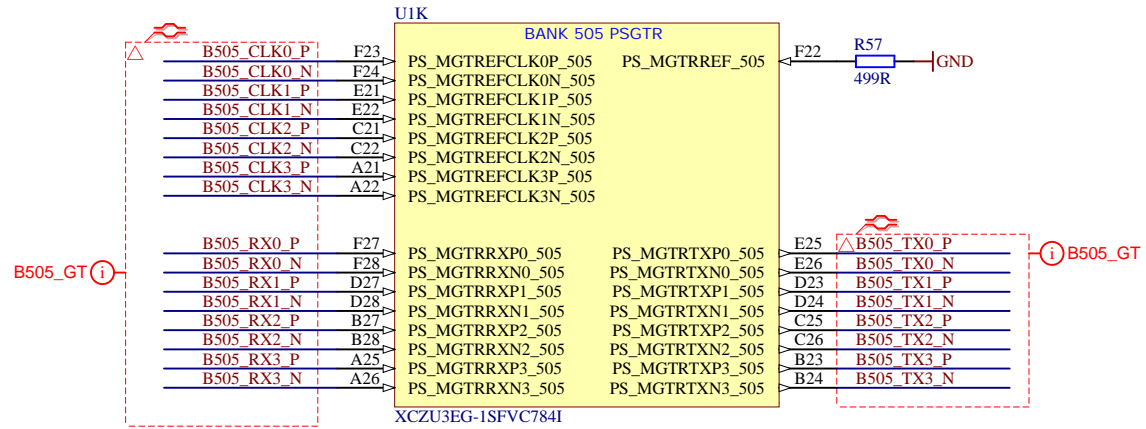 U1K
BANK 505 PSGTR
B505_CLK0_P F23 PS_MGTREFCLK0P_505 PS_MGTRREF_505 F22 R57 GND
499R
B505_CLK0_N F24 PS_MGTREFCLK0N_505
B505_CLK1_P E21 PS_MGTREFCLK1P_505
B505_CLK1_N E22 PS_MGTREFCLK1N_505
B505_CLK2_P C21 PS_MGTREFCLK2P_505
B505_CLK2_N C22 PS_MGTREFCLK2N_505
B505_CLK3_P A21 PS_MGTREFCLK3P_505
B505_CLK3_N A22 PS_MGTREFCLK3N_505
B505_RX0_P F27 PS_MGTRRXP0_505 PS_MGTRTXP0_505 E25 B505_TX0_P
B505_GT i B505_RX0_N F28 PS_MGTRRXN0_505 PS_MGTRTXN0_505 E26 B505_TX0_N i B505_GT
B505_RX1_P D27 PS_MGTRRXP1_505 PS_MGTRTXP1_505 D23 B505_TX1_P
B505_RX1_N D28 PS_MGTRRXN1_505 PS_MGTRTXN1_505 D24 B505_TX1_N
B505_RX2_P B27 PS_MGTRRXP2_505 PS_MGTRTXP2_505 C25 B505_TX2_P
B505_RX2_N B28 PS_MGTRRXN2_505 PS_MGTRTXN2_505 C26 B505_TX2_N
B505_RX3_P A25 PS_MGTRRXP3_505 PS_MGTRTXP3_505 B23 B505_TX3_P
B505_RX3_N A26 PS_MGTRRXN3_505 PS_MGTRTXN3_505 B24 B505_TX3_N
XCZU3EG-1SFVC784I